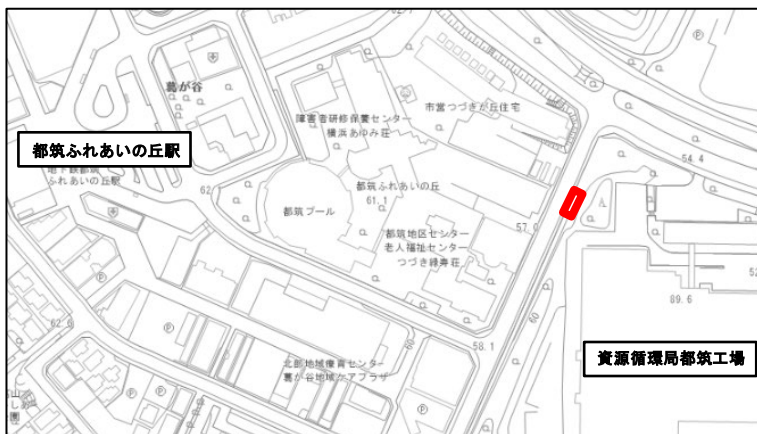 葛が谷
都筑ふれあいの丘駅
地下鉄都筑
ふれあいの丘駅
障害者研修保養センター
横浜あゆみ荘
市営つづきが丘住宅
54.4
62
都筑ふれあいの丘
61.1
都筑プール
57.0
都筑地区センター
老人福祉センター
つづき緑寿荘
A
52
89.6
60
62.6
58.1
60
資源循環局都筑工場
北部地域療育センター
葛が谷地域ケアプラザ
P
P
P
P
P